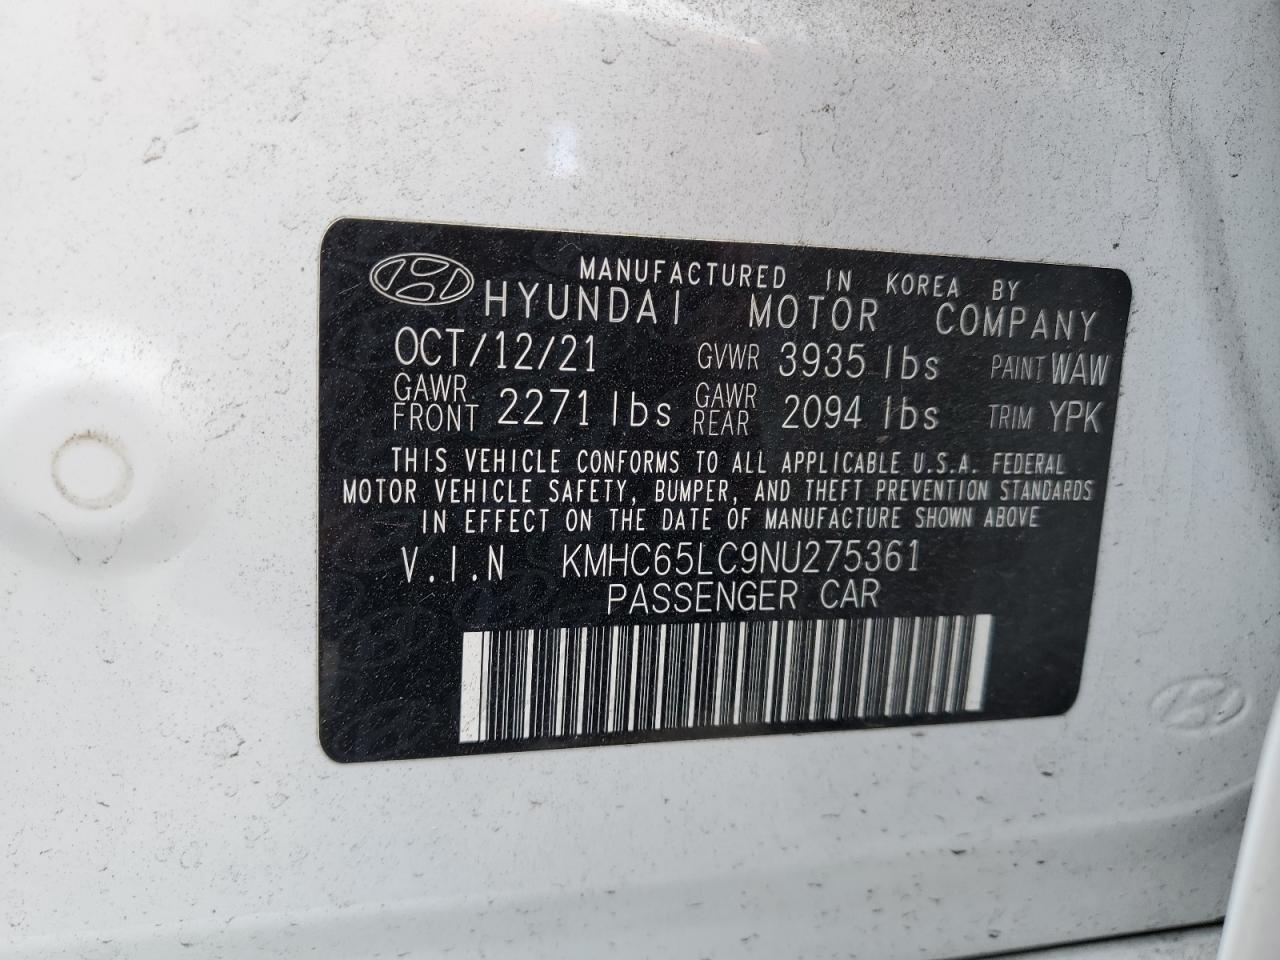 MANUFACTURED IN KOREA BY
HYUNDAI MOTOR COMPANY
OCT/12/21 GVWR 3935 lbs PAINT WAW
GAWR FRONT 2271 lbs GAWR REAR 2094 lbs TRIM YPK
THIS VEHICLE CONFORMS TO ALL APPLICABLE U.S.A. FEDERAL
MOTOR VEHICLE SAFETY, BUMPER, AND THEFT PREVENTION STANDARDS
IN EFFECT ON THE DATE OF MANUFACTURE SHOWN ABOVE
V.I.N KMHC65LC9NU275361
PASSENGER CAR